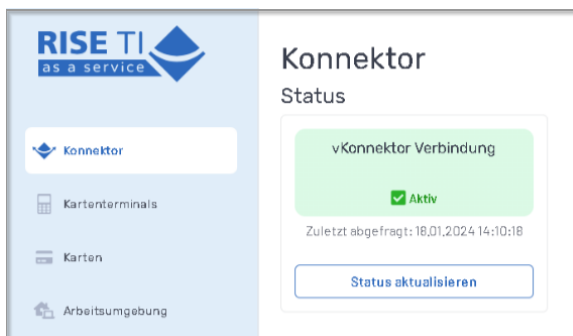 RISE TI
as a service
Konnektor
Kartenterminals
Karten
Arbeitsumgebung
Konnektor
Status
vKonnektor Verbindung
Aktiv
Zuletzt abgefragt: 18.01.2024 14:10:18
Status aktualisieren